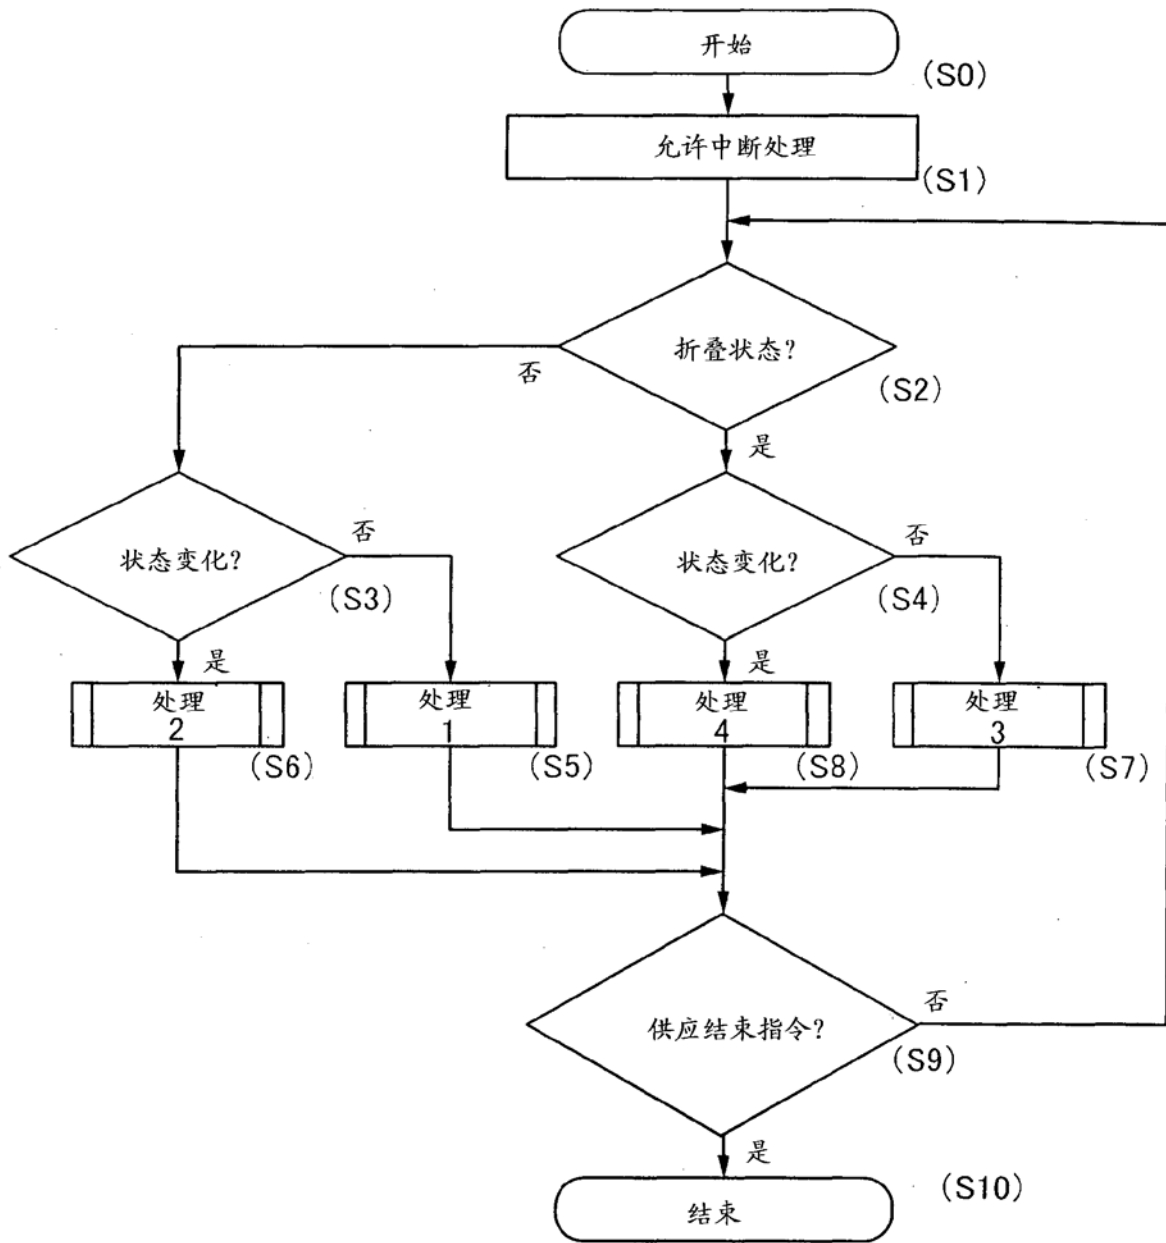 开始
(S0)
允许中断处理
(S1)
折叠状态?
(S2)
否
是
状态变化?
(S3)
否
是
状态变化?
(S4)
否
是
处理
2
(S6)
处理
1
(S5)
处理
4
(S8)
处理
3
(S7)
供应结束指令?
(S9)
否
是
结束
(S10)